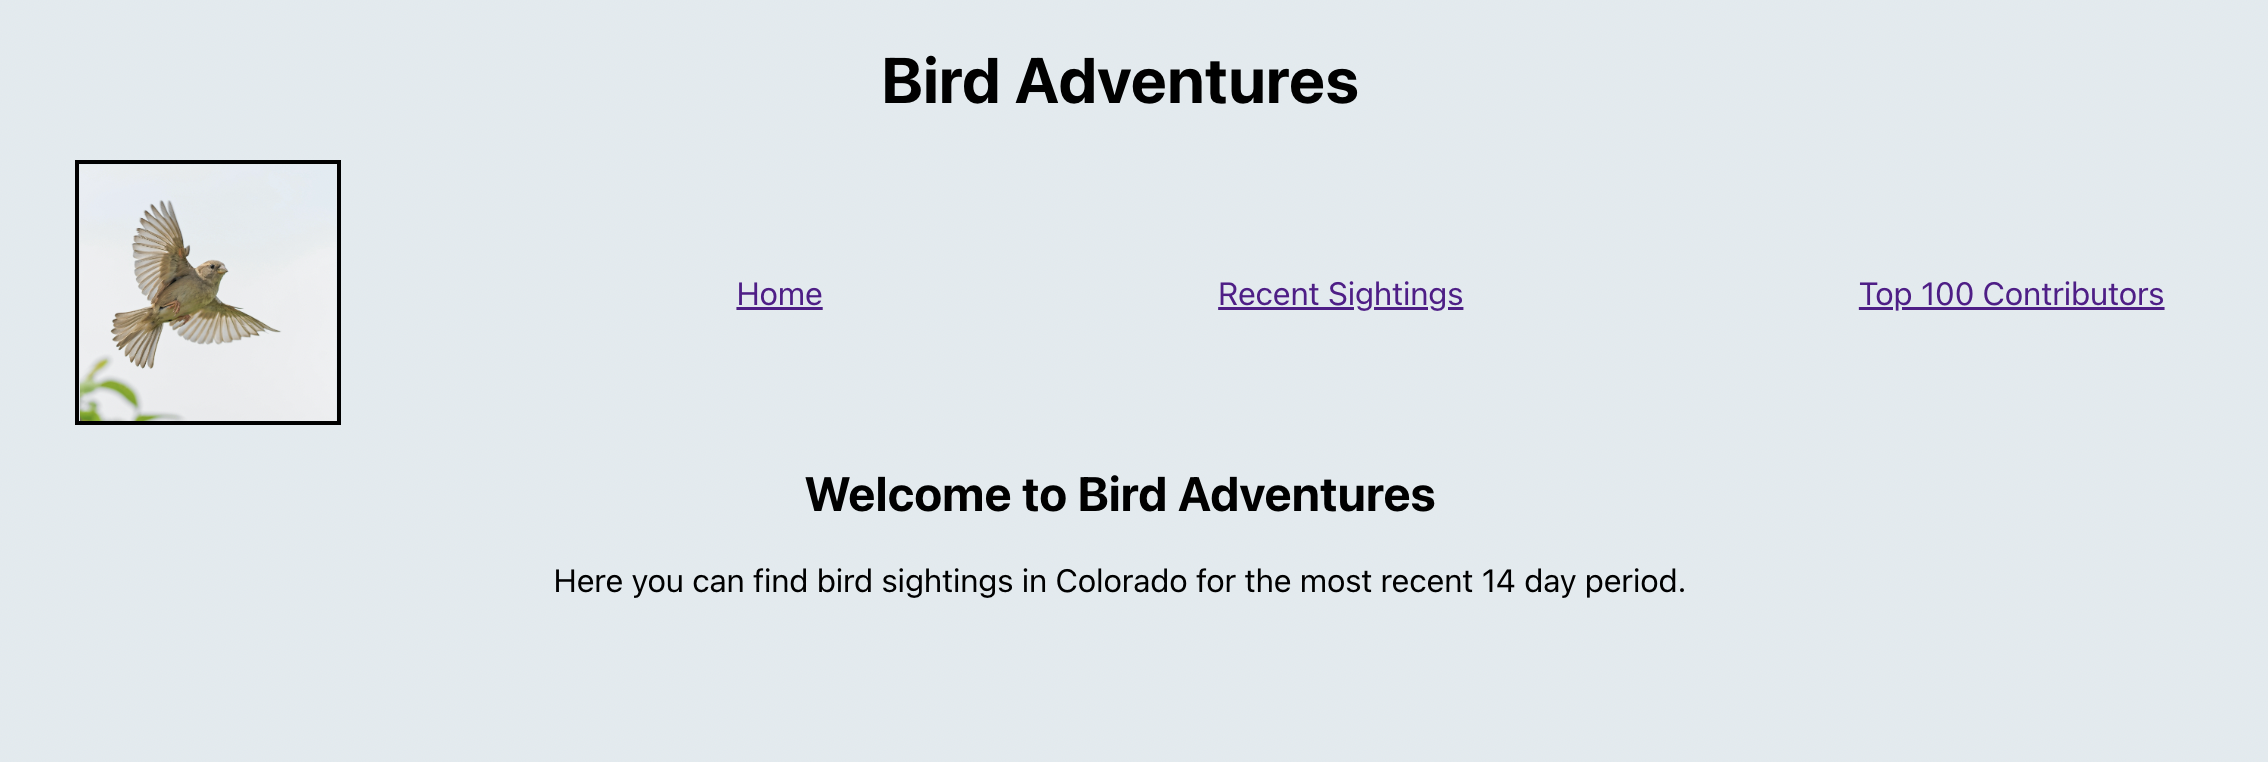 Bird Adventures
Home
Recent Sightings
Top 100 Contributors
Welcome to Bird Adventures
Here you can find bird sightings in Colorado for the most recent 14 day period.